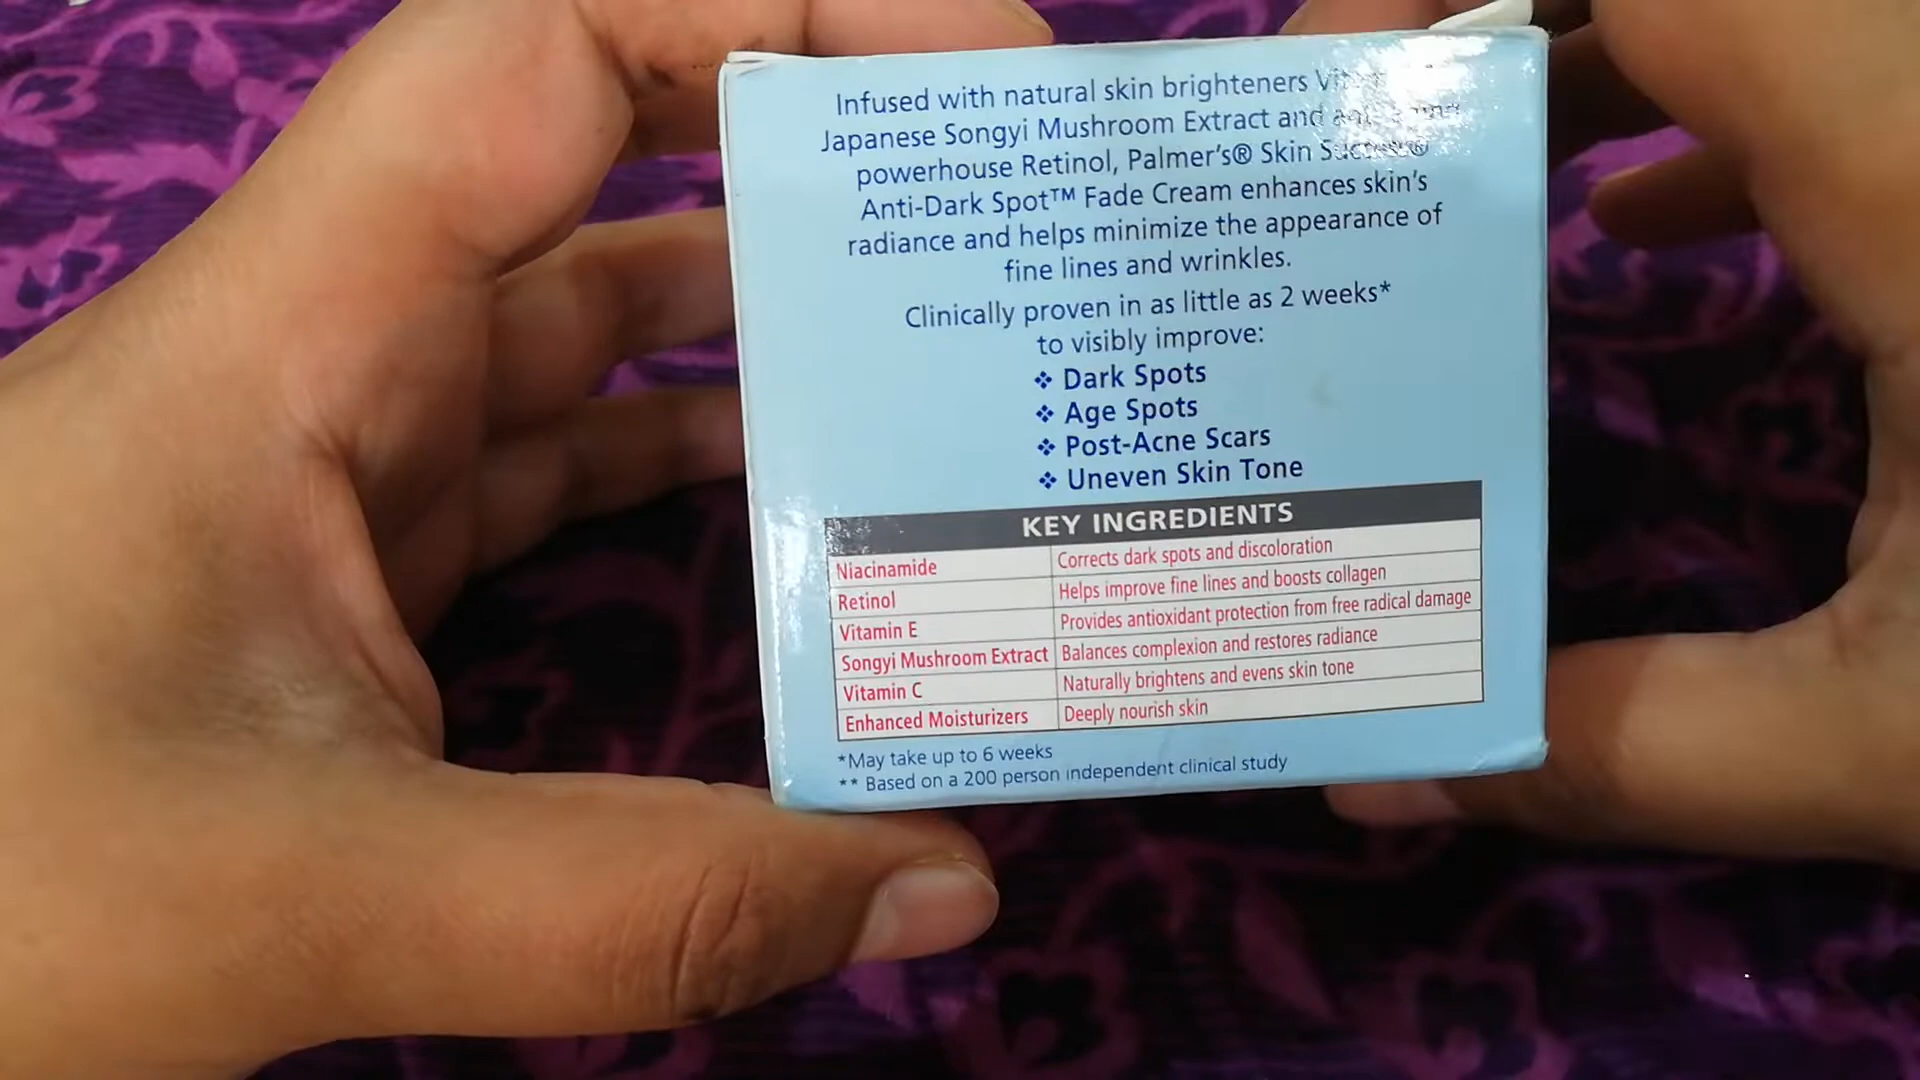 Infused with natural skin brighteners
Japanese Songyi Mushroom Extract and
powerhouse Retinol, Palmer's® Skin Success®
Anti-Dark Spot™ Fade Cream enhances skin's
radiance and helps minimize the appearance of
fine lines and wrinkles.
Clinically proven in as little as 2 weeks*
to visibly improve:
❖ Dark Spots
❖ Age Spots
❖ Post-Acne Scars
❖ Uneven Skin Tone
KEY INGREDIENTS
Niacinamide Corrects dark spots and discoloration
Retinol Helps improve fine lines and boosts collagen
Vitamin E Provides antioxidant protection from free radical damage
Songyi Mushroom Extract Balances complexion and restores radiance
Vitamin C Naturally brightens and evens skin tone
Enhanced Moisturizers Deeply nourish skin
*May take up to 6 weeks
** Based on a 200 person independent clinical study